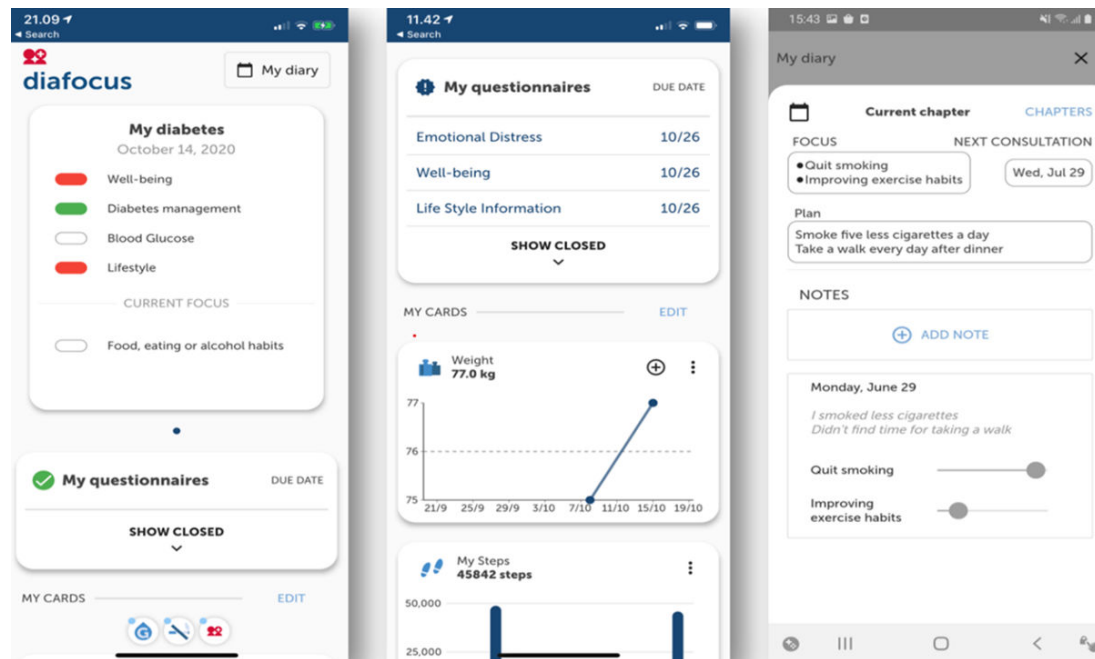 21.09
Search
diafocus
My diary
My diabetes
October 14, 2020
Well-being
Diabetes management
Blood Glucose
Lifestyle
CURRENT FOCUS
Food, eating or alcohol habits
My questionnaires DUE DATE
SHOW CLOSED
MY CARDS EDIT
G
11.42
Search
My questionnaires DUE DATE
Emotional Distress 10/26
Well-being 10/26
Life Style Information 10/26
SHOW CLOSED
MY CARDS EDIT
Weight
77.0 kg
77
76
75
21/9 25/9 29/9 3/10 7/10 11/10 15/10 19/10
My Steps
45842 steps
50,000
25,000
15:43
My diary
Current chapter CHAPTERS
FOCUS NEXT CONSULTATION
•Quit smoking
•Improving exercise habits
Wed, Jul 29
Plan
Smoke five less cigarettes a day
Take a walk every day after dinner
NOTES
ADD NOTE
Monday, June 29
I smoked less cigarettes
Didn't find time for taking a walk
Quit smoking
Improving
exercise habits